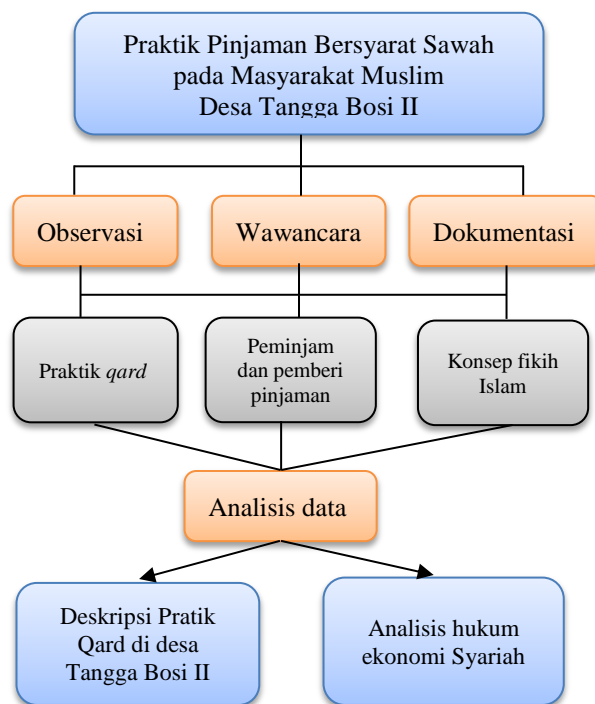 Praktik Pinjaman Bersyarat Sawah
pada Masyarakat Muslim
Desa Tangga Bosi II
Observasi
Wawancara
Dokumentasi
Praktik qard
Peminjam
dan pemberi
pinjaman
Konsep fikih
Islam
Analisis data
Deskripsi Pratik
Qard di desa
Tangga Bosi II
Analisis hukum
ekonomi Syariah